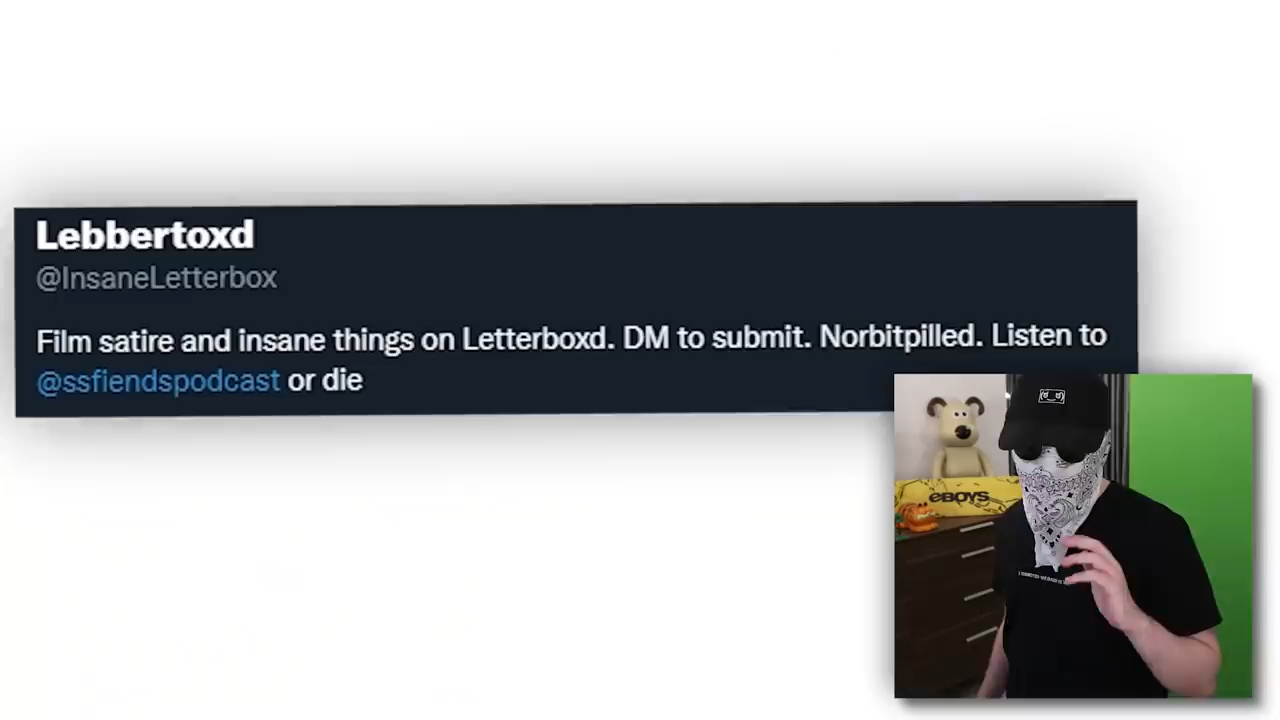 Lebbertoxd
@InsaneLetterbox
Film satire and insane things on Letterboxd. DM to submit. Norbitpilled. Listen to
@ssfiendspodcast or die
eBOYS